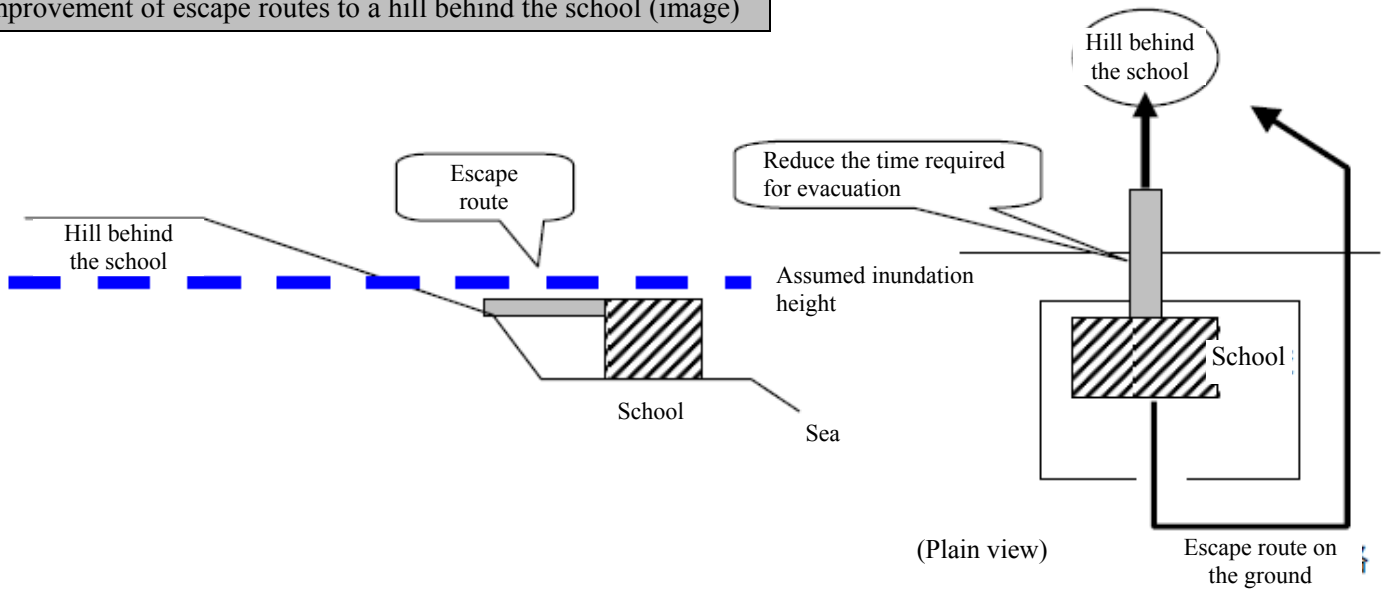 mprovement of escape routes to a hill behind the school (image)
Hill behind
the school
Escape
route
Reduce the time required
for evacuation
Hill behind
the school
Assumed inundation
height
School
School
Sea
(Plain view)
Escape route on
the ground